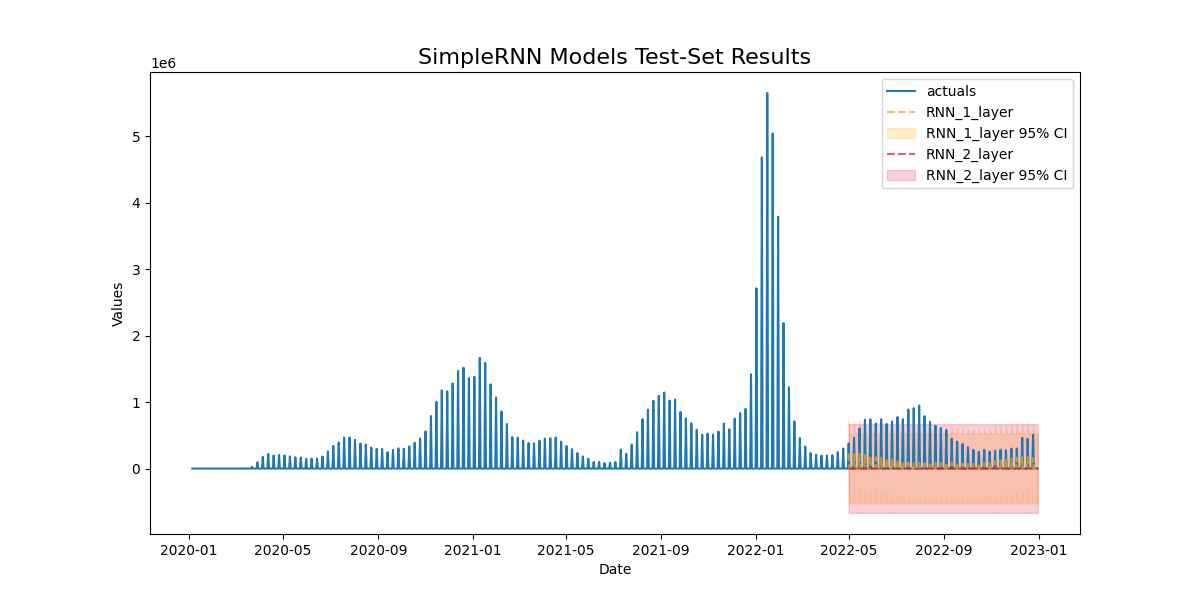 SimpleRNN Models Test-Set Results
1e6
actuals
RNN_1_layer
RNN_1_layer 95% CI
RNN_2_layer
RNN_2_layer 95% CI
5
4
3
2
1
0
Values
2020-01 2020-05 2020-09 2021-01 2021-05 2021-09 2022-01 2022-05 2022-09 2023-01
Date